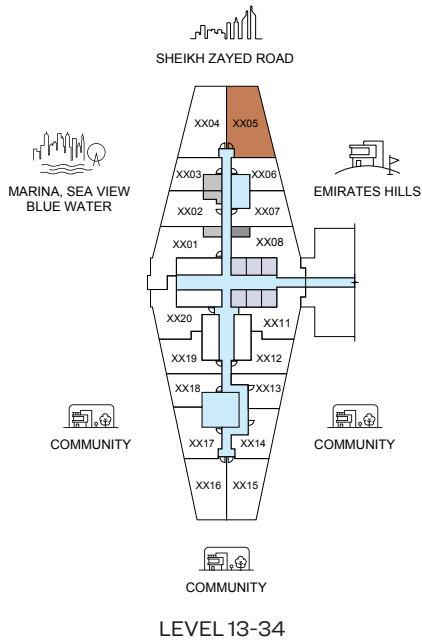 SHEIKH ZAYED ROAD
XX04
XX05
MARINA, SEA VIEW
BLUE WATER
XX03
XX06
EMIRATES HILLS
XX02
XX07
XX01
XX08
XX20
XX11
XX19
XX12
XX18
XX13
COMMUNITY
COMMUNITY
XX17
XX14
XX16
XX15
COMMUNITY
LEVEL 13-34